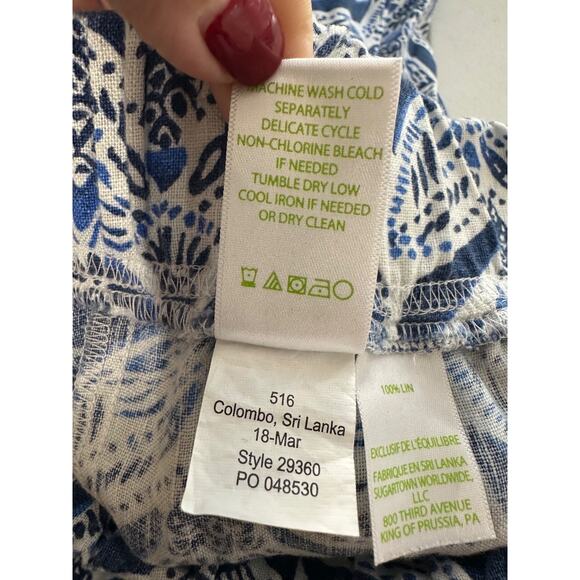 MACHINE WASH COLD
SEPARATELY
DELICATE CYCLE
NON-CHLORINE BLEACH
IF NEEDED
TUMBLE DRY LOW
COOL IRON IF NEEDED
OR DRY CLEAN
516
Colombo, Sri Lanka
18-Mar
Style 29360
PO 048530
100% LIN
EXCLUSIF DE L'ÉQUILIBRE
FABRIQUE EN SRI LANKA
SUGARTOWN WORLDWIDE,
LLC
800 THIRD AVENUE
KING OF PRUSSIA, PA